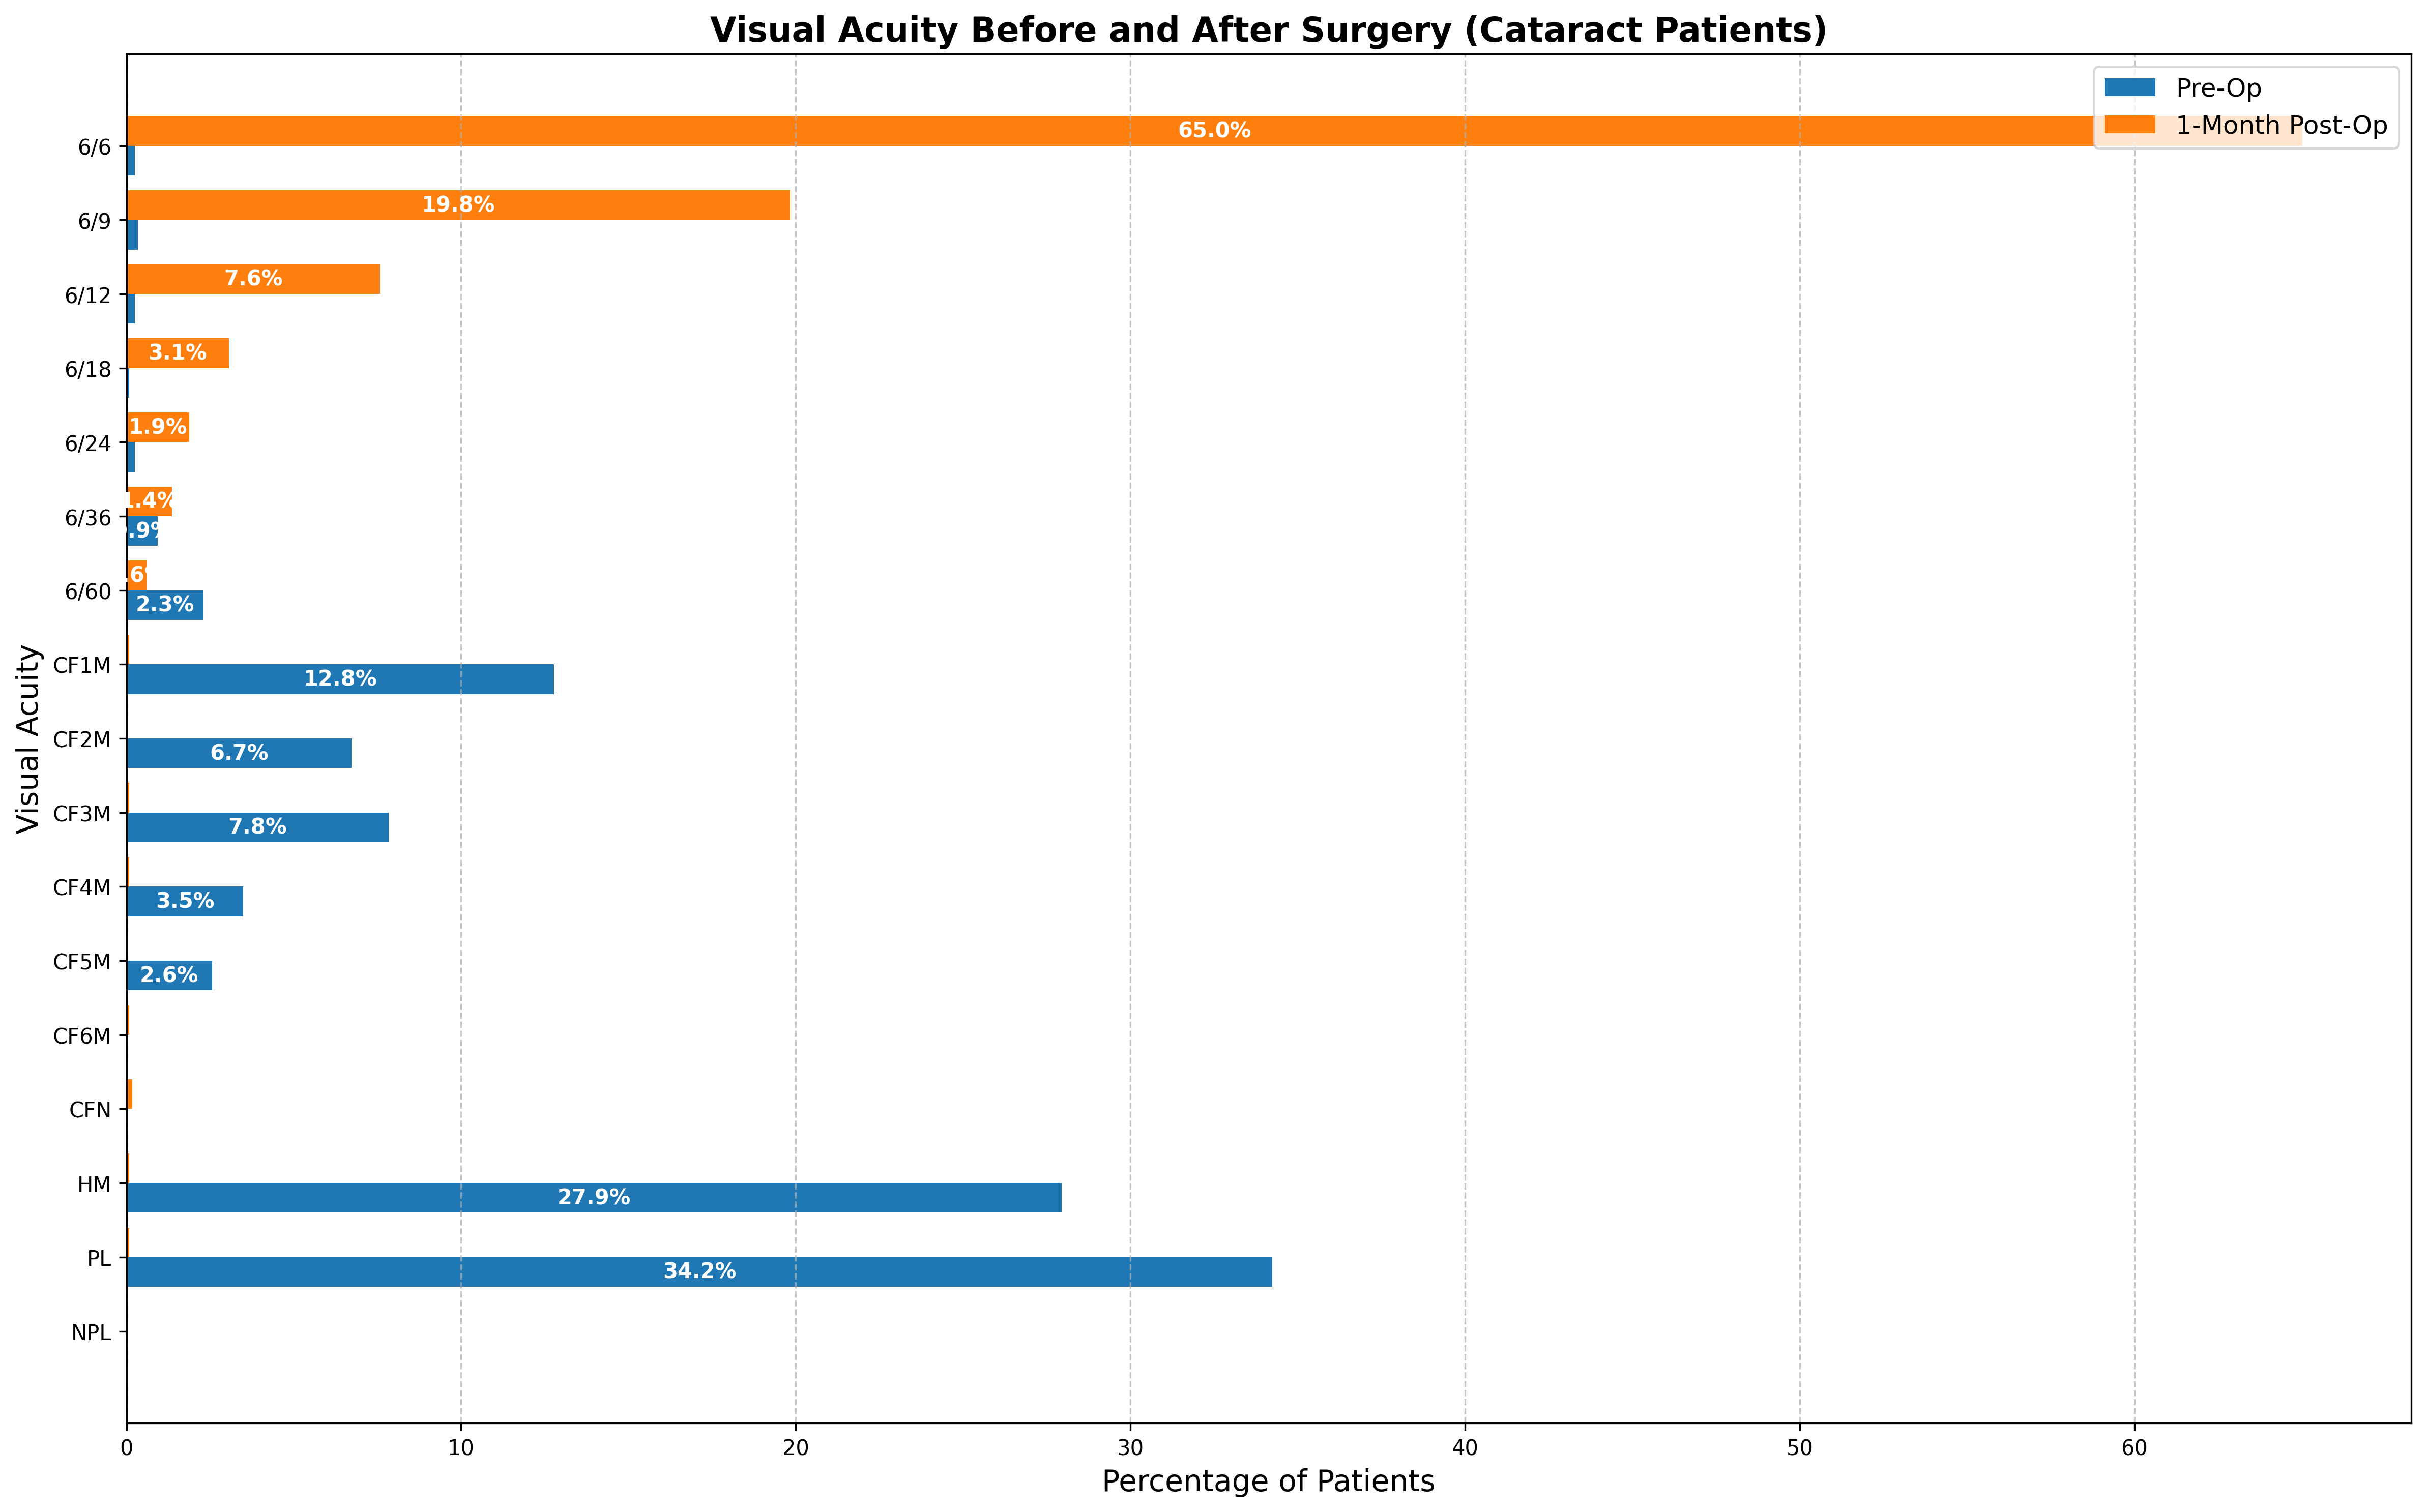 Visual Acuity Before and After Surgery (Cataract Patients)
Pre-Op
1-Month Post-Op
6/6
65.0%
6/9
19.8%
6/12
7.6%
6/18
3.1%
6/24
1.9%
6/36
6/60
2.3%
CF1M
12.8%
CF2M
6.7%
CF3M
7.8%
CF4M
3.5%
CF5M
2.6%
CF6M
CFN
HM
27.9%
PL
34.2%
NPL
Visual Acuity
0 10 20 30 40 50 60
Percentage of Patients